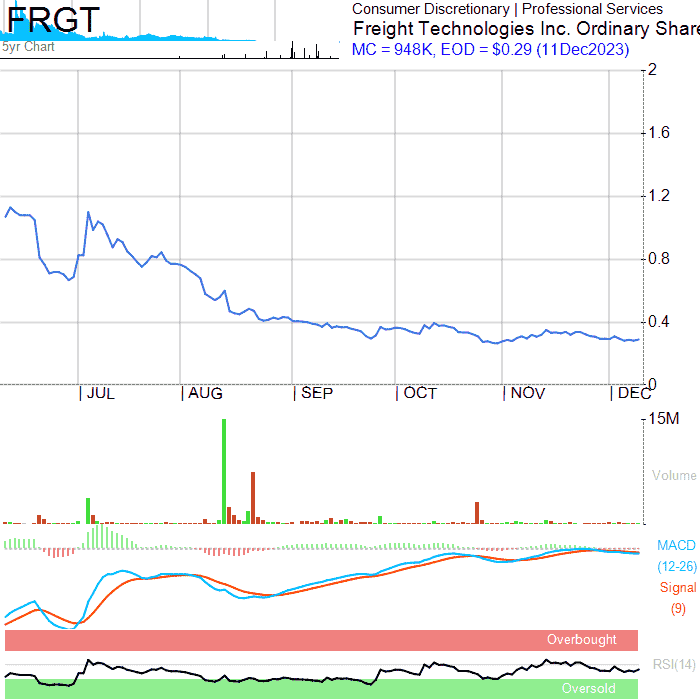 FRGT
5yr Chart
Consumer Discretionary | Professional Services
Freight Technologies Inc. Ordinary Share
MC = 948K, EOD = $0.29 (11Dec2023)
2
1.6
1.2
0.8
0.4
0
| JUL | AUG | SEP | OCT | NOV | DEC
15M
Volume
MACD
(12-26)
Signal
(9)
Overbought
RSI(14)
Oversold